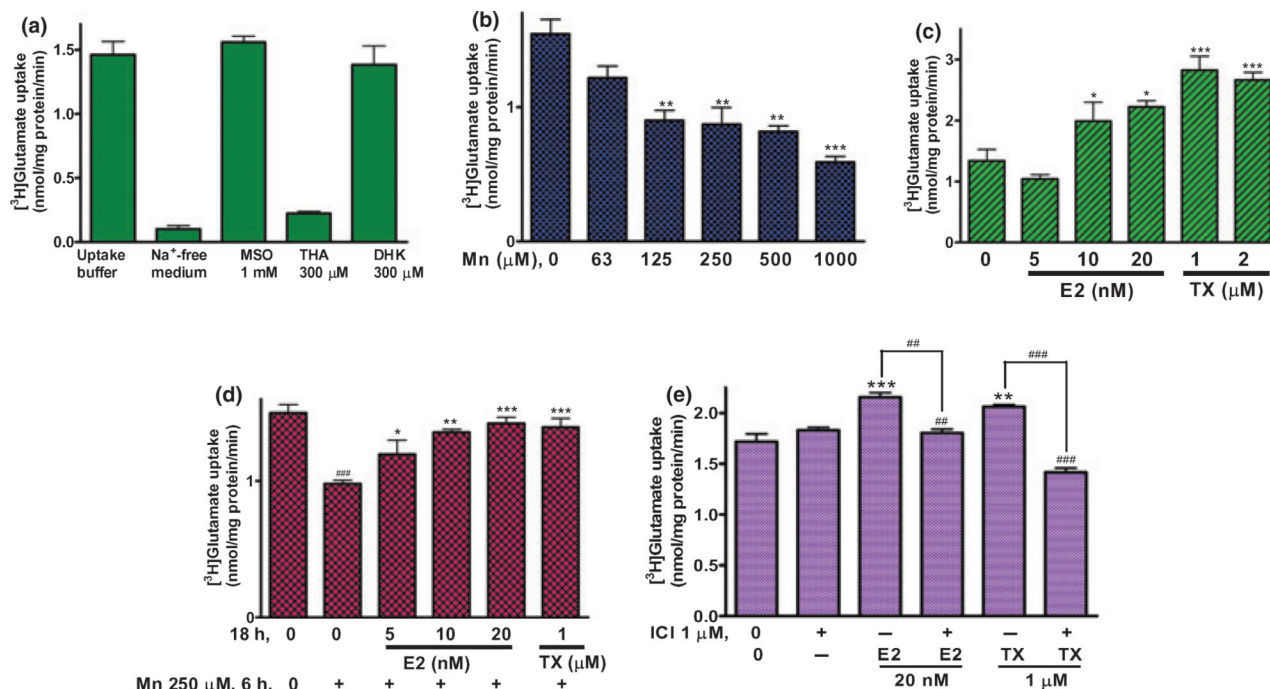 (a)
[³H]Glutamate uptake
(nmol/mg protein/min)
1.5
1.0
0.5
0.0
Uptake buffer
Na⁺-free medium
MSO 1 mM
THA 300 μM
DHK 300 μM
(b)
[³H]Glutamate uptake
(nmol/mg protein/min)
1
0
**
**
**
***
Mn (μM), 0 63 125 250 500 1000
(c)
[³H]Glutamate uptake
(nmol/mg protein/min)
3
2
1
0
*
*
***
***
0 5 10 20 1 2
E2 (nM) TX (μM)
(d)
[³H]Glutamate uptake
(nmol/mg protein/min)
1
0
###
*
**
***
***
18 h, 0 0 5 10 20 1
E2 (nM) TX (μM)
Mn 250 μM, 6 h, 0 + + + + +
(e)
[³H]Glutamate uptake
(nmol/mg protein/min)
2.0
1.5
2.0
0.5
0.0
## ###
***
##
**
###
ICI 1 μM, 0 + – + – +
0 – E2 E2 TX TX
20 nM 1 μM